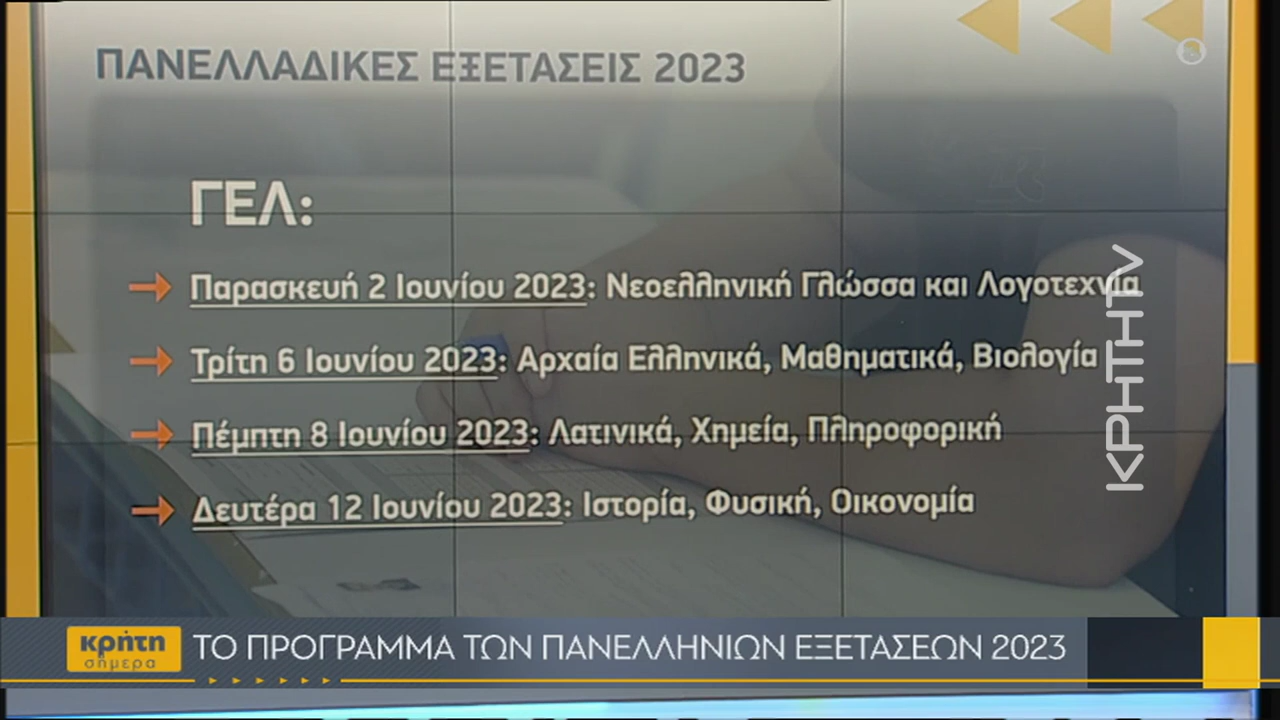 ΠΑΝΕΛΛΑΔΙΚΕΣ ΕΞΕΤΑΣΕΙΣ 2023
ΓΕΛ:
Παρασκευή 2 Ιουνίου 2023: Νεοελληνική Γλώσσα και Λογοτεχνία
Τρίτη 6 Ιουνίου 2023: Αρχαία Ελληνικά, Μαθηματικά, Βιολογία
Πέμπτη 8 Ιουνίου 2023: Λατινικά, Χημεία, Πληροφορική
Δευτέρα 12 Ιουνίου 2023: Ιστορία, Φυσική, Οικονομία
ΚΡΗΤΗTV
κρήτη
σήμερα
ΤΟ ΠΡΟΓΡΑΜΜΑ ΤΩΝ ΠΑΝΕΛΛΗΝΙΩΝ ΕΞΕΤΑΣΕΩΝ 2023